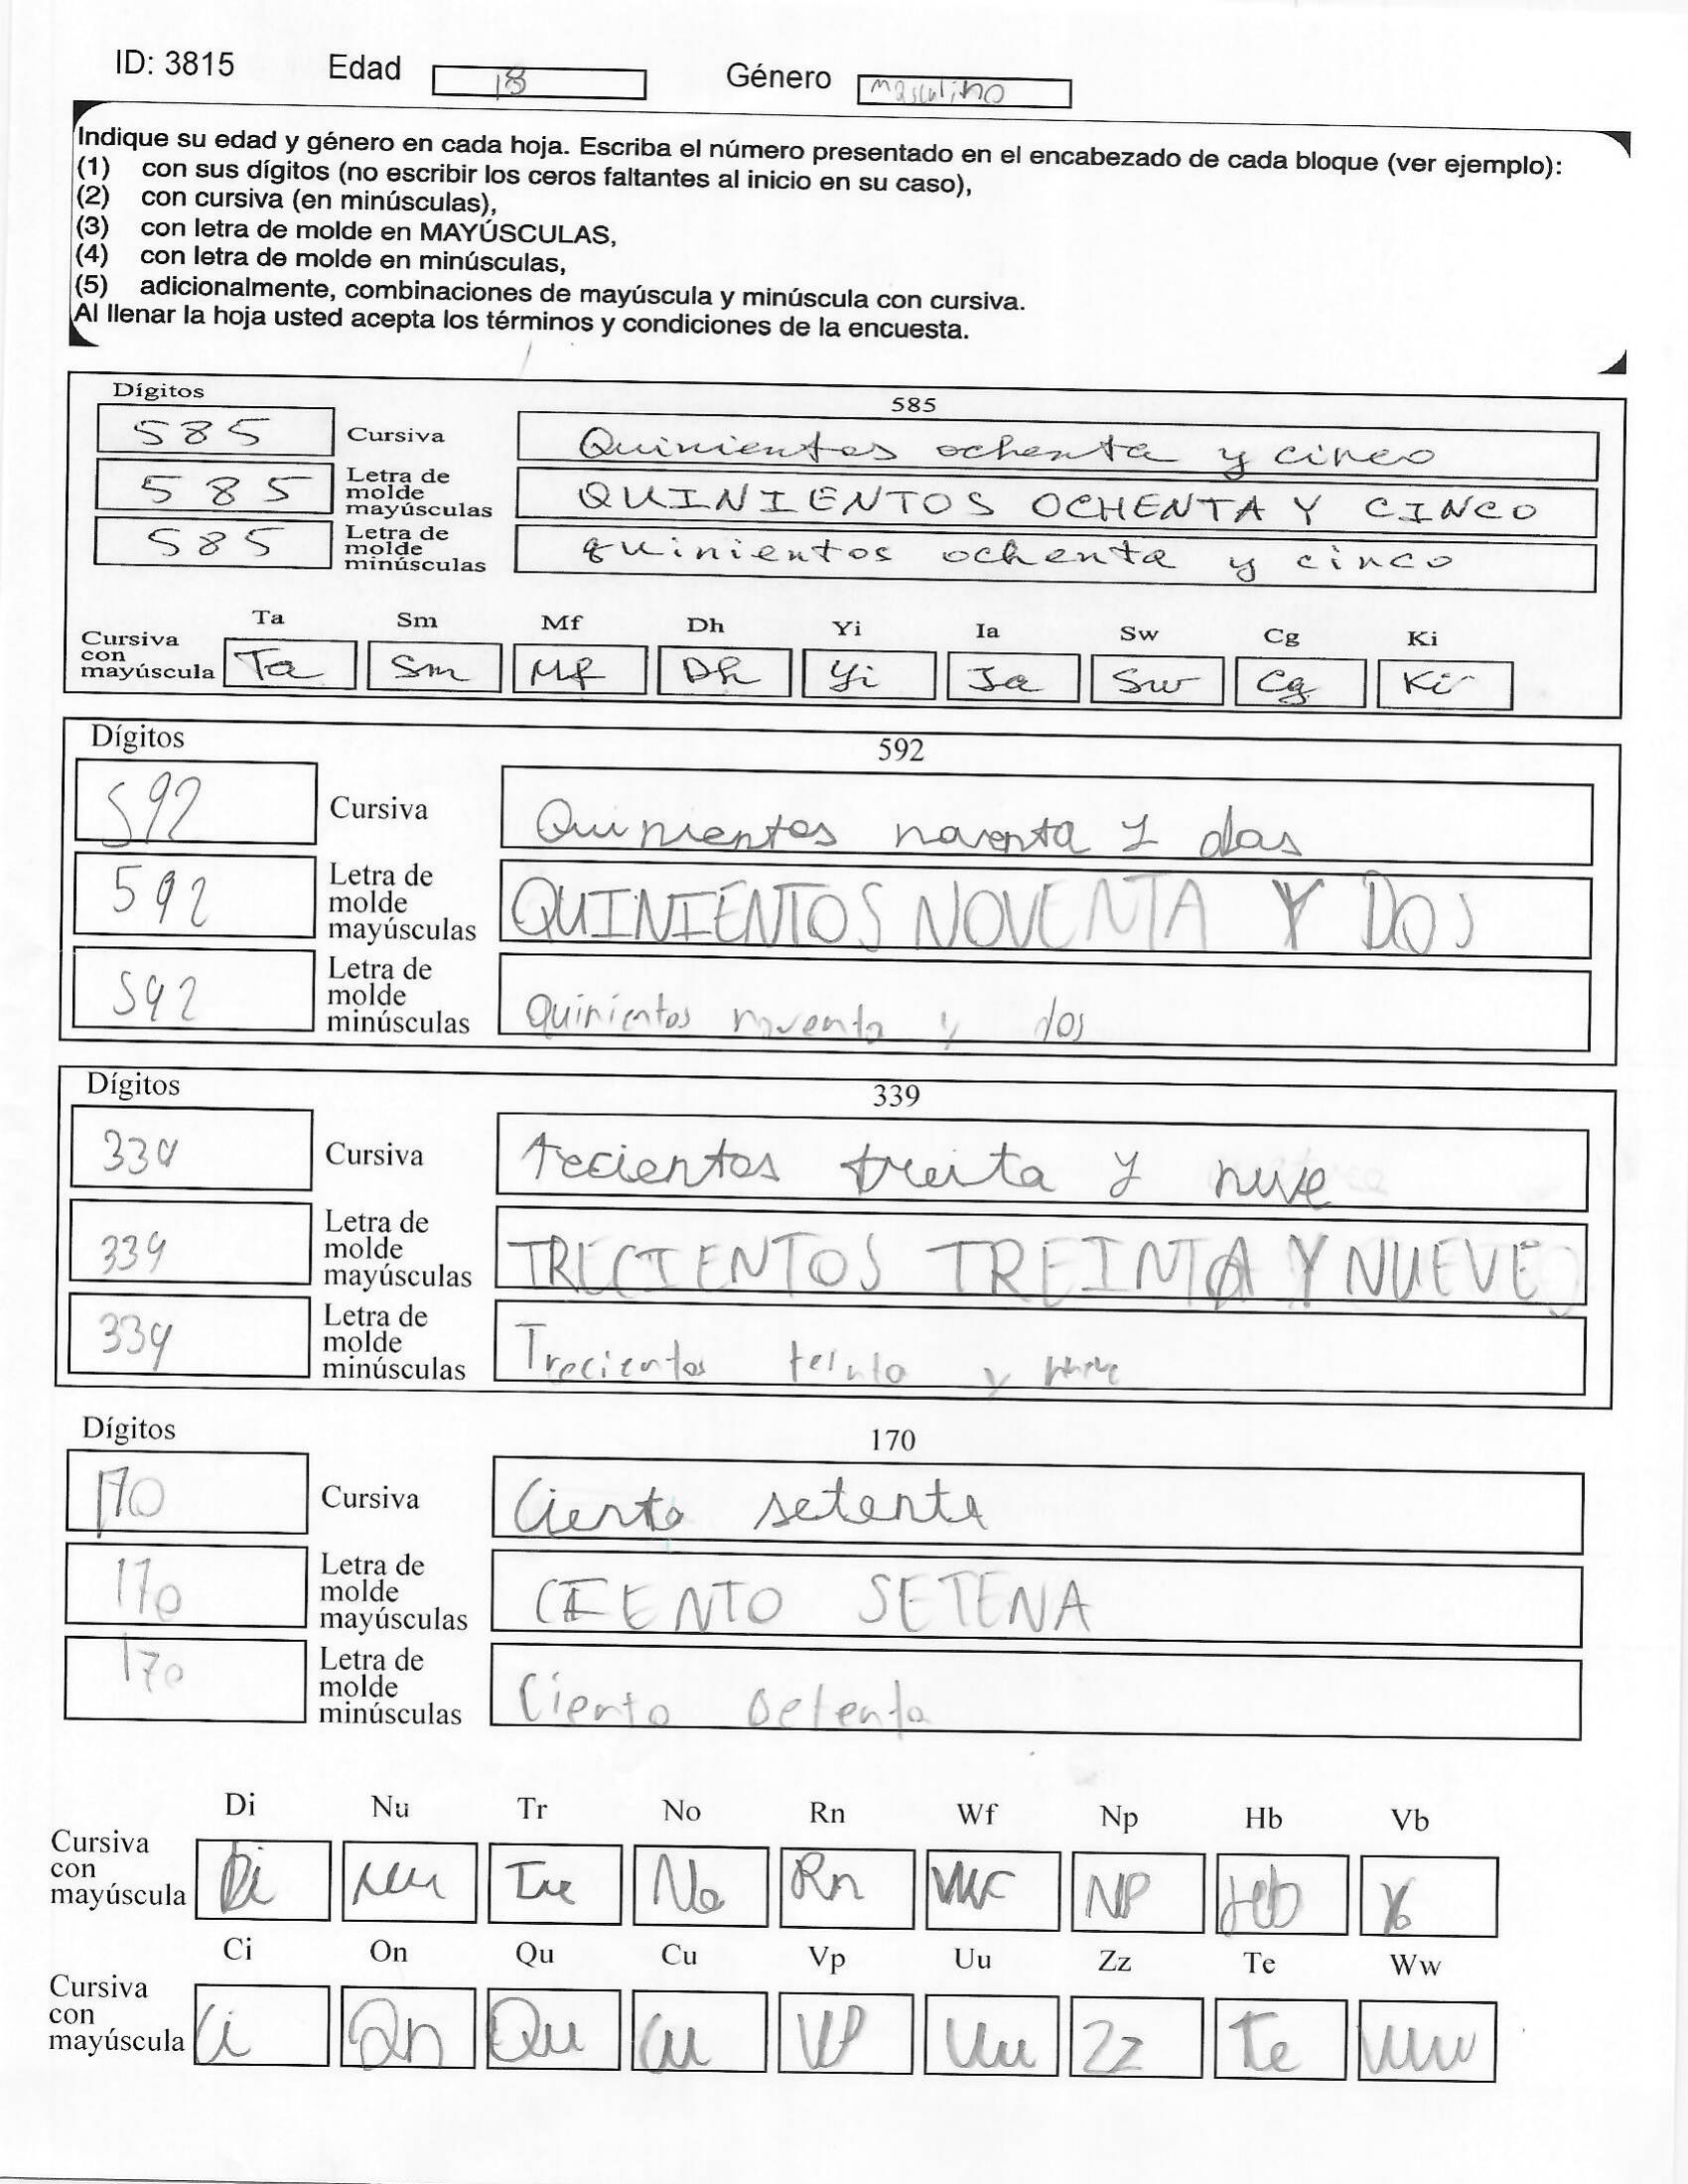 ID: 3815 Edad 18 Género masculino
Indique su edad y género en cada hoja. Escriba el número presentado en el encabezado de cada bloque (ver ejemplo):
(1) con sus dígitos (no escribir los ceros faltantes al inicio en su caso),
(2) con cursiva (en minúsculas),
(3) con letra de molde en MAYÚSCULAS,
(4) con letra de molde en minúsculas,
(5) adicionalmente, combinaciones de mayúscula y minúscula con cursiva.
Al llenar la hoja usted acepta los términos y condiciones de la encuesta.
Dígitos 585
585 Cursiva Quinientos ochenta y cinco
585 Letra de molde mayúsculas QUINIENTOS OCHENTA Y CINCO
585 Letra de molde minúsculas quinientos ochenta y cinco
Ta Sm Mf Dh Yi Ia Sw Cg Ki
Cursiva con mayúscula Ta Sm Mf Dh Yi Ia Sw Cg Ki
Dígitos 592
592 Cursiva Quinientos noventa y dos
592 Letra de molde mayúsculas QUINIENTOS NOVENTA Y DOS
592 Letra de molde minúsculas Quinientos noventa y dos
Dígitos 339
339 Cursiva trecientos treita y nuve
339 Letra de molde mayúsculas TRECIENTOS TREINTA Y NUEVE
339 Letra de molde minúsculas Trecientos teinta y
Dígitos 170
170 Cursiva Ciento setenta
170 Letra de molde mayúsculas CIENTO SETENA
170 Letra de molde minúsculas Ciento setenta
Di Nu Tr No Rn Wf Np Hb Vb
Cursiva con mayúscula Di Nu Tr No Rn Wf NP Hb Vb
Ci On Qu Cu Vp Uu Zz Te Ww
Cursiva con mayúscula Ci On Qu Cu VP Uu Zz Te Ww